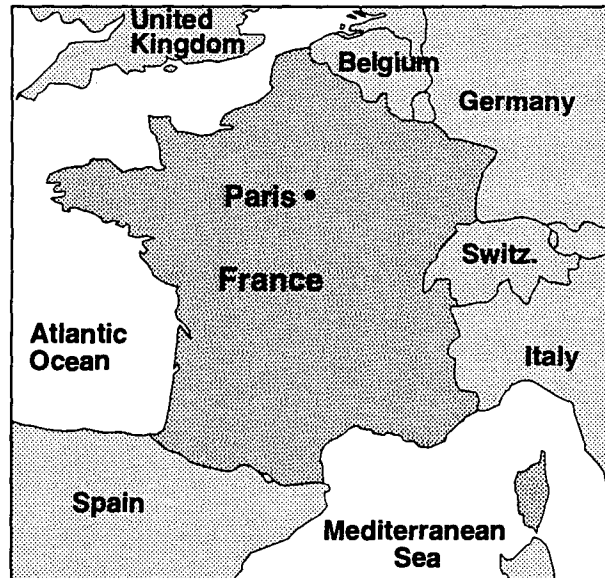 United
Kingdom
Belgium
Germany
Paris
Switz.
France
Atlantic
Ocean
Italy
Spain
Mediterranean
Sea